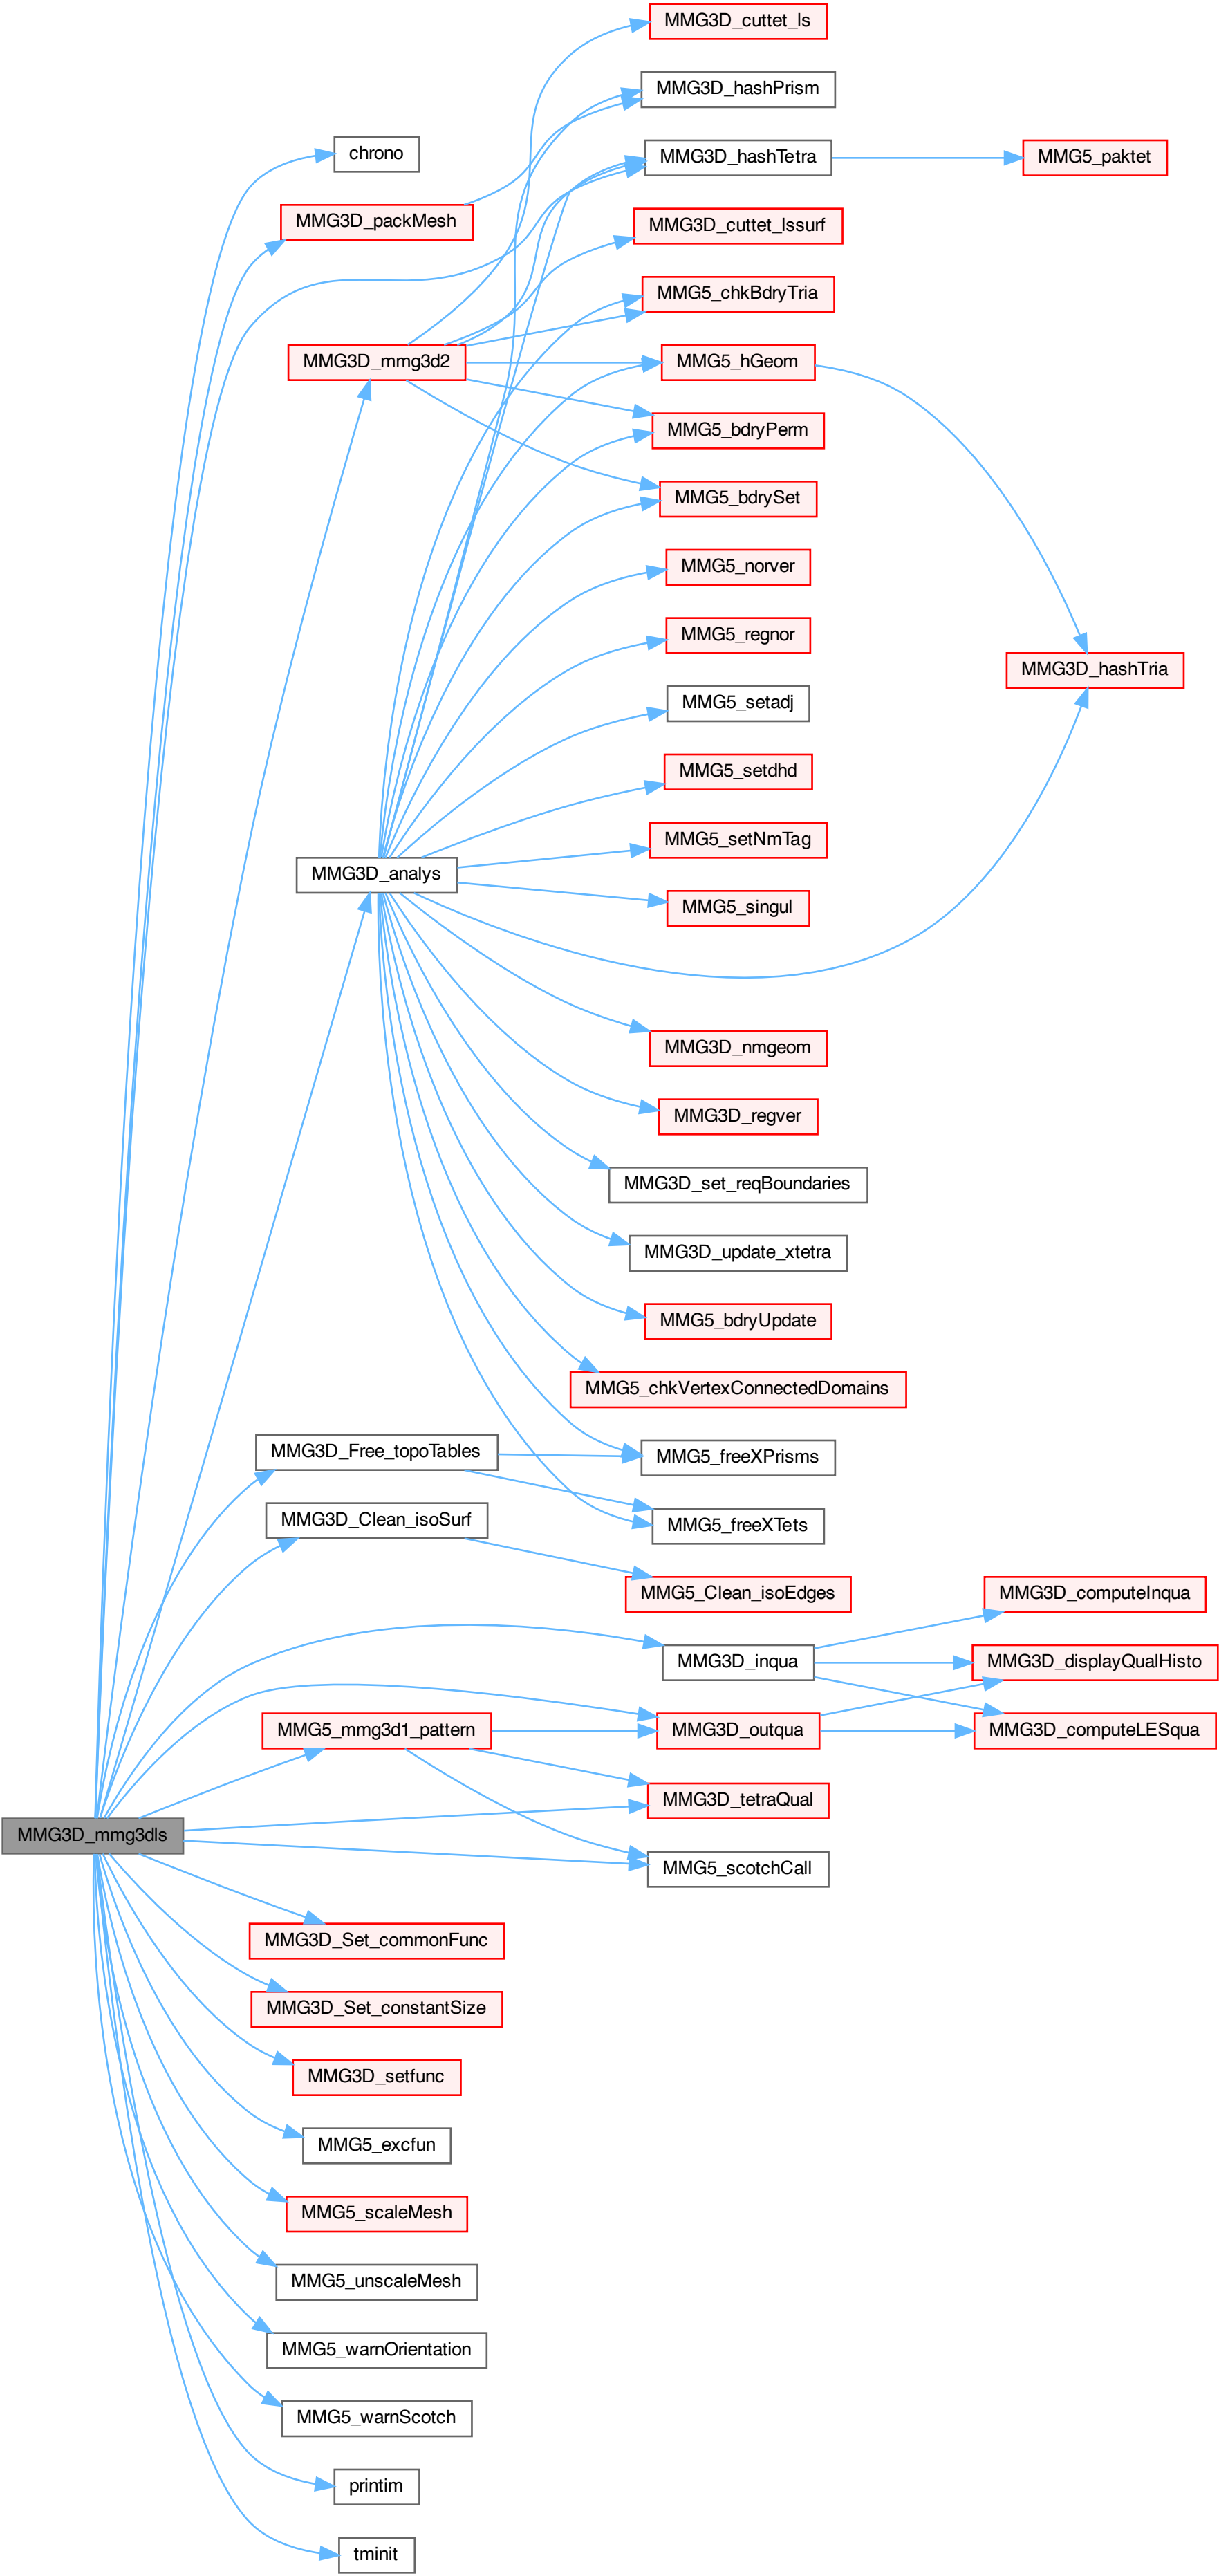 MMG3D_cuttet_ls
MMG3D_hashPrism
chrono
MMG3D_hashTetra
MMG5_paktet
MMG3D_packMesh
MMG3D_cuttet_lssurf
MMG5_chkBdryTria
MMG3D_mmg3d2
MMG5_hGeom
MMG5_bdryPerm
MMG5_bdrySet
MMG5_norver
MMG5_regnor
MMG3D_hashTria
MMG5_setadj
MMG5_setdhd
MMG5_setNmTag
MMG3D_analys
MMG5_singul
MMG3D_nmgeom
MMG3D_regver
MMG3D_set_reqBoundaries
MMG3D_update_xtetra
MMG5_bdryUpdate
MMG5_chkVertexConnectedDomains
MMG3D_Free_topoTables
MMG5_freeXPrisms
MMG3D_Clean_isoSurf
MMG5_freeXTets
MMG5_Clean_isoEdges
MMG3D_computeInqua
MMG3D_inqua
MMG3D_displayQualHisto
MMG5_mmg3d1_pattern
MMG3D_outqua
MMG3D_computeLESqua
MMG3D_tetraQual
MMG3D_mmg3dls
MMG5_scotchCall
MMG3D_Set_commonFunc
MMG3D_Set_constantSize
MMG3D_setfunc
MMG5_excfun
MMG5_scaleMesh
MMG5_unscaleMesh
MMG5_warnOrientation
MMG5_warnScotch
printim
tminit